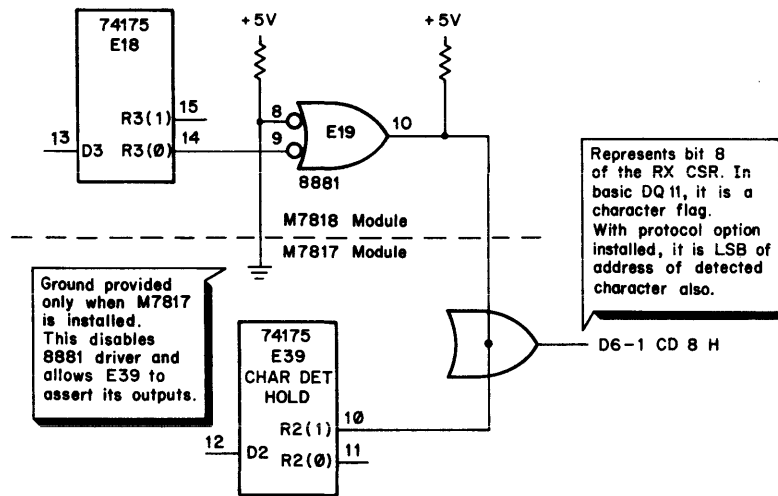 74175
E18
R3(1) 15
13 D3 R3(0) 14
+5V
+5V
8
9
E19
10
8881
M7818 Module
M7817 Module
Ground provided
only when M7817
is installed.
This disables
8881 driver and
allows E39 to
assert its outputs.
74175
E39
CHAR DET
HOLD
R2(1) 10
12 D2 R2(0) 11
Represents bit 8
of the RX CSR. In
basic DQ11, it is a
character flag.
With protocol option
installed, it is LSB of
address of detected
character also.
D6-1 CD 8 H